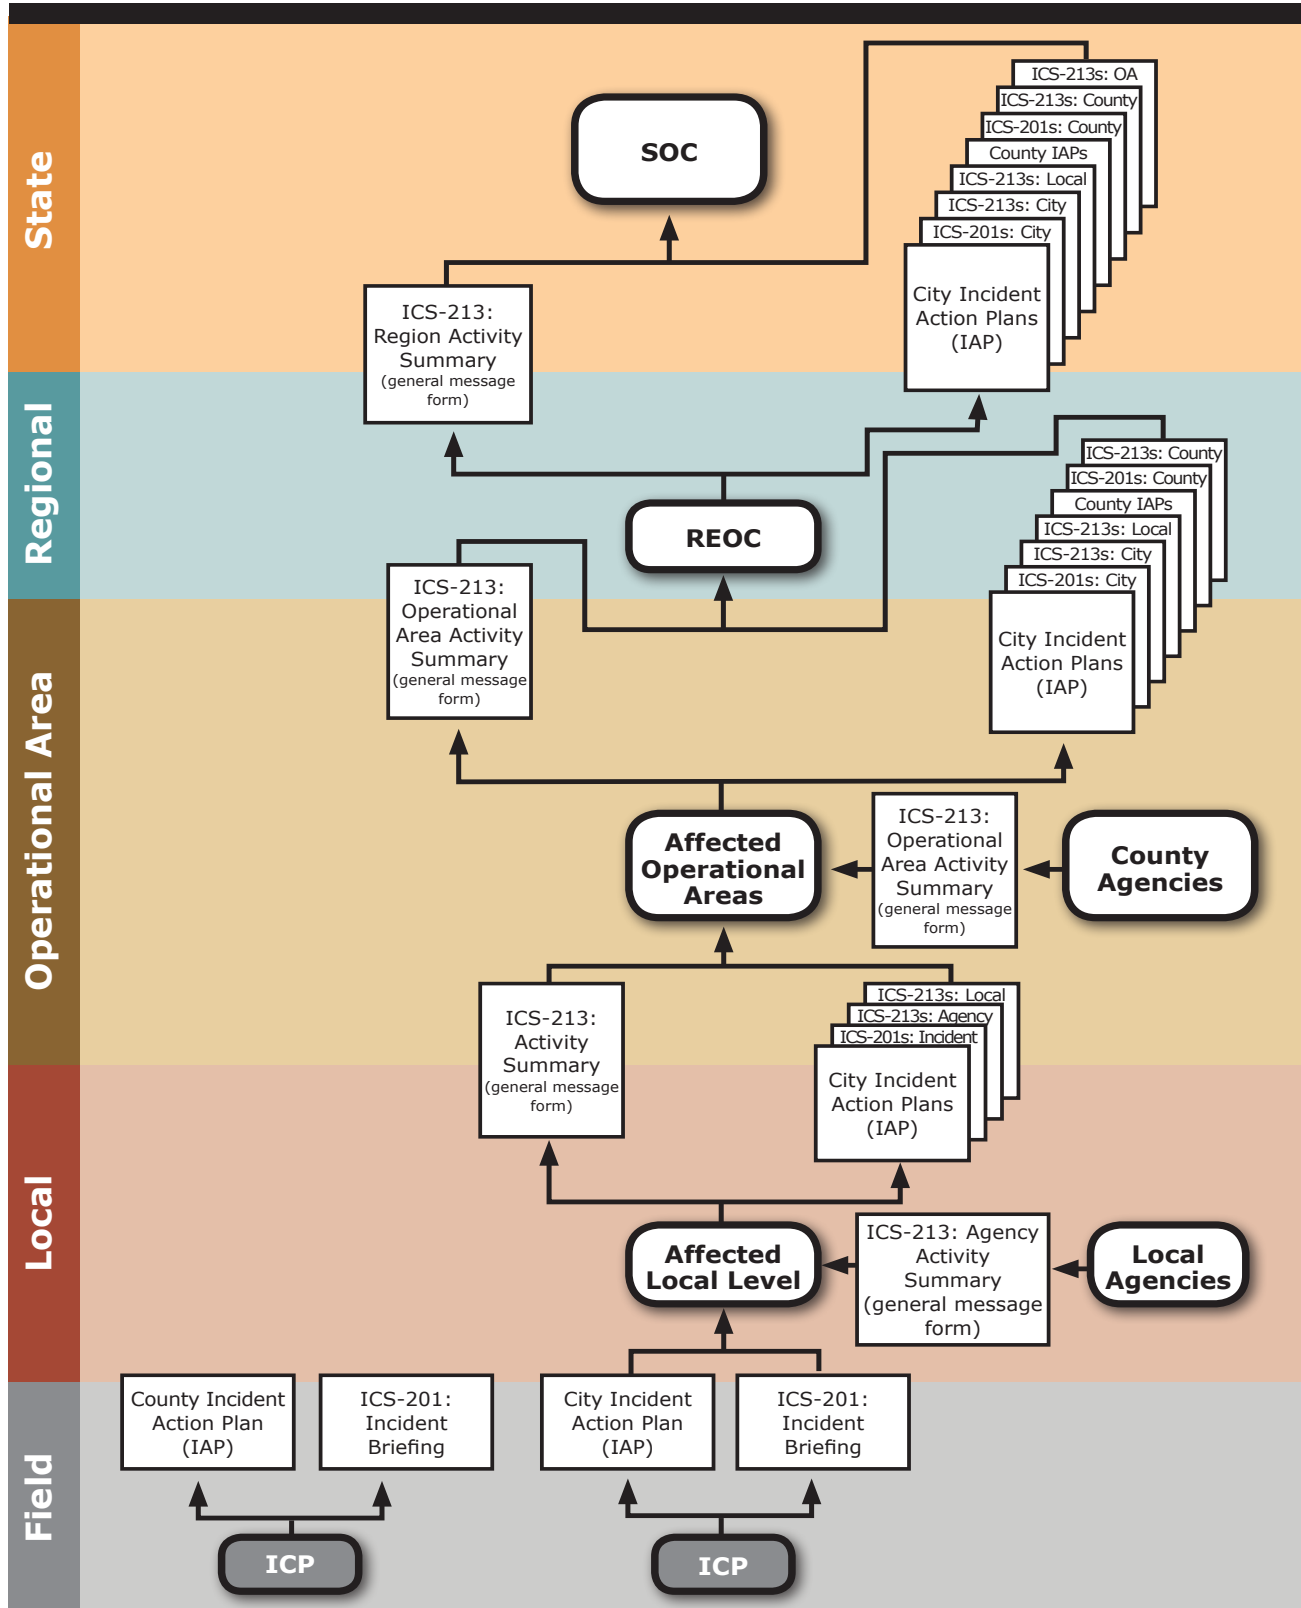 State
ICS-213s: OA
ICS-213s: County
ICS-201s: County
County IAPs
ICS-213s: Local
ICS-213s: City
ICS-201s: City
City Incident
Action Plans
(IAP)
SOC
ICS-213:
Region Activity
Summary
(general message
form)
Regional
ICS-213s: County
ICS-201s: County
County IAPs
ICS-213s: Local
ICS-213s: City
ICS-201s: City
City Incident
Action Plans
(IAP)
REOC
ICS-213:
Operational
Area Activity
Summary
(general message
form)
Operational Area
Affected
Operational
Areas
ICS-213:
Operational
Area Activity
Summary
(general message
form)
County
Agencies
ICS-213:
Activity
Summary
(general message
form)
ICS-213s: Local
ICS-213s: Agency
ICS-201s: Incident
City Incident
Action Plans
(IAP)
Local
Affected
Local Level
ICS-213: Agency
Activity
Summary
(general message
form)
Local
Agencies
Field
County Incident
Action Plan
(IAP)
ICS-201:
Incident
Briefing
City Incident
Action Plan
(IAP)
ICS-201:
Incident
Briefing
ICP
ICP